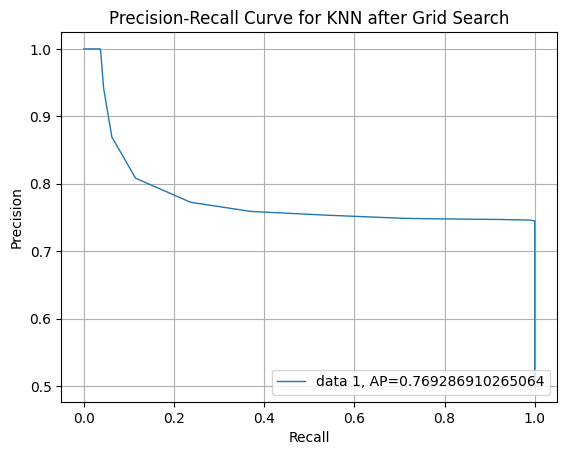 Precision-Recall Curve for KNN after Grid Search
Precision
1.0
0.9
0.8
0.7
0.6
0.5
data 1, AP=0.769286910265064
0.0 0.2 0.4 0.6 0.8 1.0
Recall